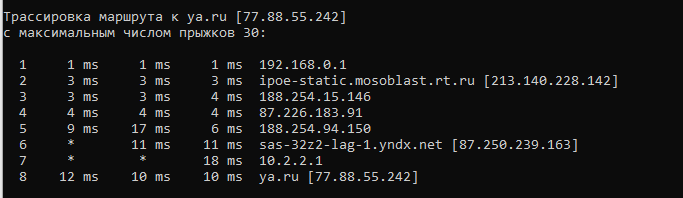 Трассировка маршрута к ya.ru [77.88.55.242]
с максимальным числом прыжков 30:
1 1 ms 1 ms 1 ms 192.168.0.1
2 3 ms 3 ms 3 ms ipoe-static.mosoblast.rt.ru [213.140.228.142]
3 3 ms 3 ms 4 ms 188.254.15.146
4 4 ms 4 ms 4 ms 87.226.183.91
5 9 ms 17 ms 6 ms 188.254.94.150
6 * 11 ms 11 ms sas-32z2-lag-1.yndx.net [87.250.239.163]
7 * * 18 ms 10.2.2.1
8 12 ms 10 ms 10 ms ya.ru [77.88.55.242]